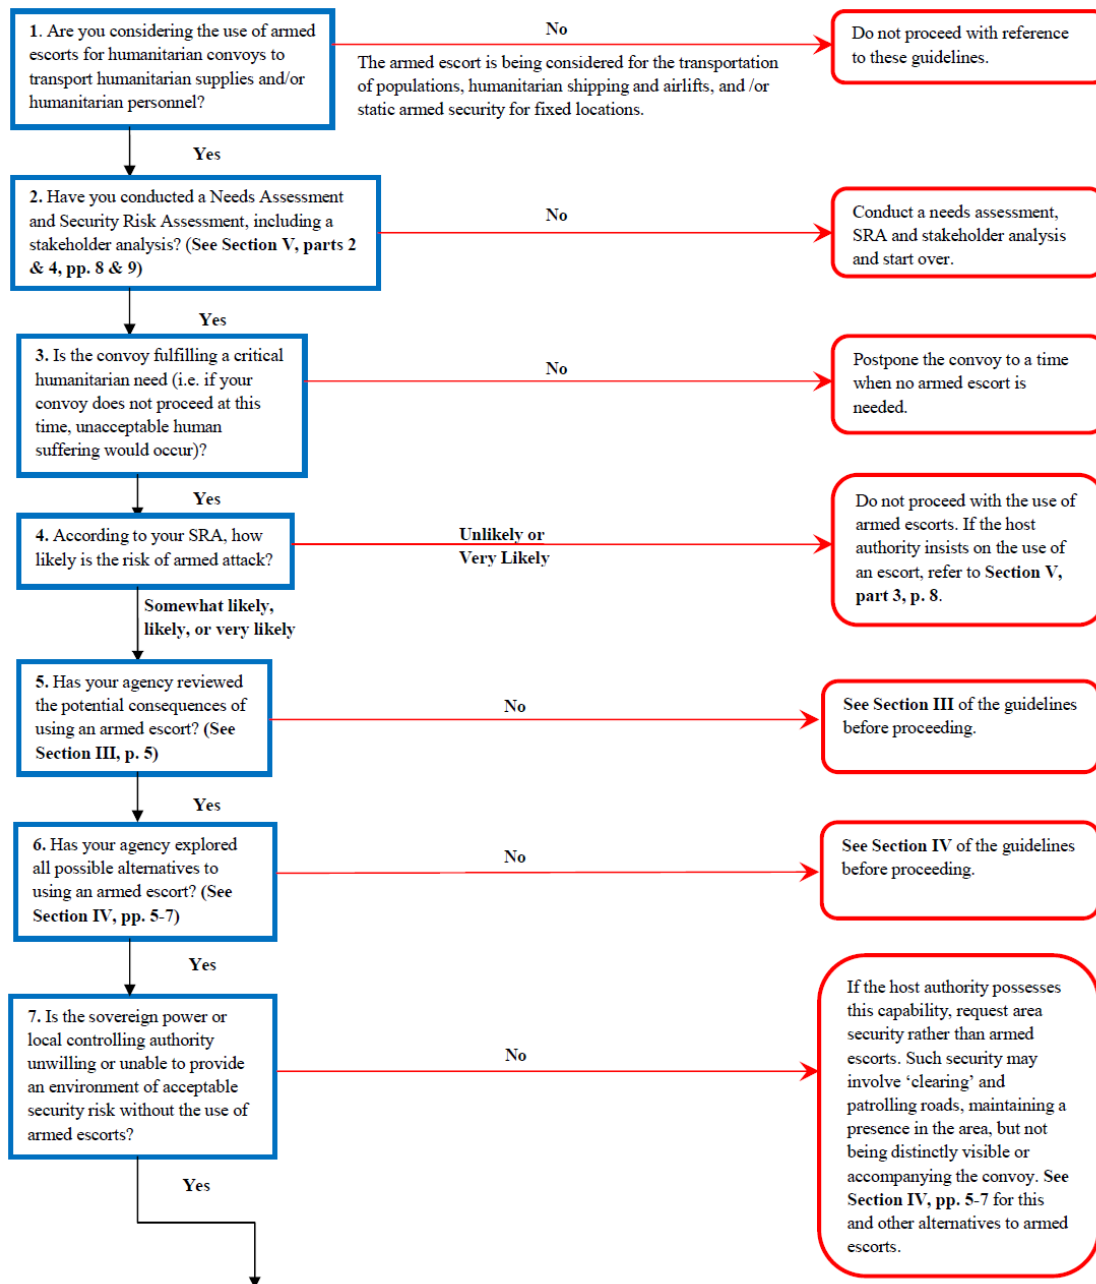 1. Are you considering the use of armed
escorts for humanitarian convoys to
transport humanitarian supplies and/or
humanitarian personnel?
No
The armed escort is being considered for the transportation
of populations, humanitarian shipping and airlifts, and /or
static armed security for fixed locations.
Do not proceed with reference
to these guidelines.
Yes
2. Have you conducted a Needs Assessment
and Security Risk Assessment, including a
stakeholder analysis? (See Section V, parts 2
& 4, pp. 8 & 9)
No
Conduct a needs assessment,
SRA and stakeholder analysis
and start over.
Yes
3. Is the convoy fulfilling a critical
humanitarian need (i.e. if your
convoy does not proceed at this
time, unacceptable human
suffering would occur)?
No
Postpone the convoy to a time
when no armed escort is
needed.
Yes
4. According to your SRA, how
likely is the risk of armed attack?
Unlikely or
Very Likely
Do not proceed with the use of
armed escorts. If the host
authority insists on the use of
an escort, refer to Section V,
part 3, p. 8.
Somewhat likely,
likely, or very likely
5. Has your agency reviewed
the potential consequences of
using an armed escort? (See
Section III, p. 5)
No
See Section III of the guidelines
before proceeding.
Yes
6. Has your agency explored
all possible alternatives to
using an armed escort? (See
Section IV, pp. 5-7)
No
See Section IV of the guidelines
before proceeding.
Yes
7. Is the sovereign power or
local controlling authority
unwilling or unable to provide
an environment of acceptable
security risk without the use of
armed escorts?
No
If the host authority possesses
this capability, request area
security rather than armed
escorts. Such security may
involve ‘clearing’ and
patrolling roads, maintaining a
presence in the area, but not
being distinctly visible or
accompanying the convoy. See
Section IV, pp. 5-7 for this
and other alternatives to armed
escorts.
Yes